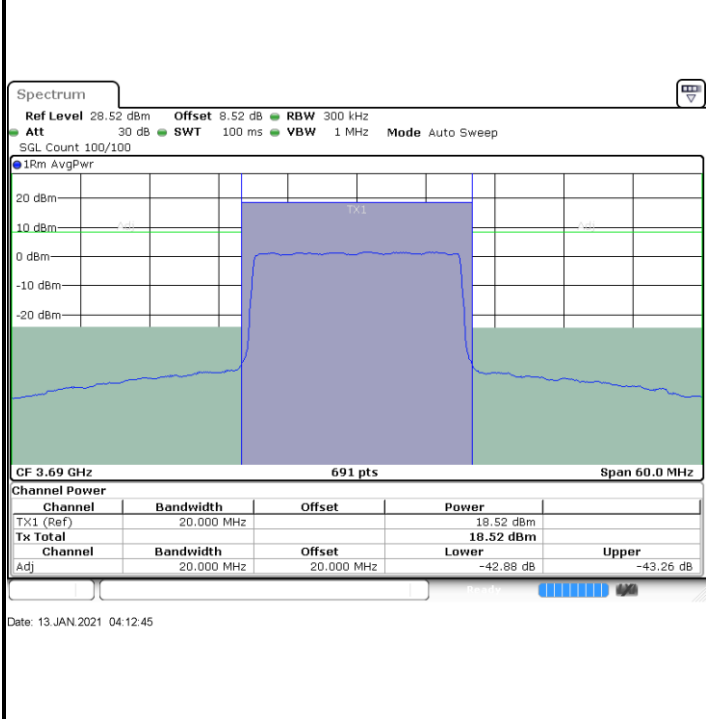 Spectrum
Ref Level 28.52 dBm Offset 8.52 dB RBW 300 kHz
Att 30 dB SWT 100 ms VBW 1 MHz Mode Auto Sweep
SGL Count 100/100
1Rm AvgPwr
20 dBm
TX1
10 dBm Adj Adj
0 dBm
-10 dBm
-20 dBm
CF 3.69 GHz 691 pts Span 60.0 MHz
Channel Power
Channel Bandwidth Offset Power
TX1 (Ref) 20.000 MHz 18.52 dBm
Tx Total 18.52 dBm
Channel Bandwidth Offset Lower Upper
Adj 20.000 MHz 20.000 MHz -42.88 dB -43.26 dB
Ready
Date: 13.JAN.2021 04:12:45